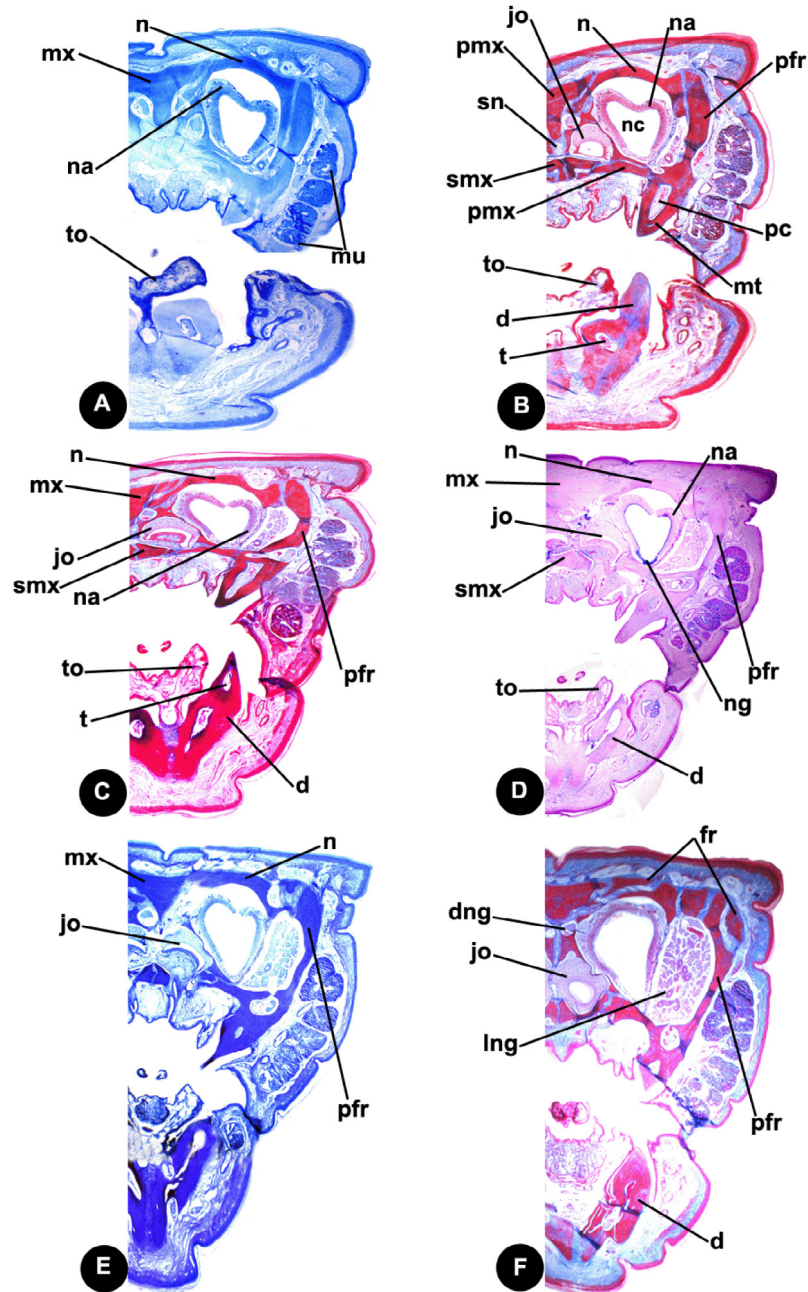 n
mx
na
to
mu
A
jo
n
na
pmx
pfr
sn
nc
smx
pmx
pc
to
mt
d
t
B
n
mx
jo
smx
na
to
pfr
t
d
C
n
na
mx
jo
smx
pfr
to
ng
d
D
n
mx
jo
pfr
E
fr
dng
jo
lng
pfr
d
F